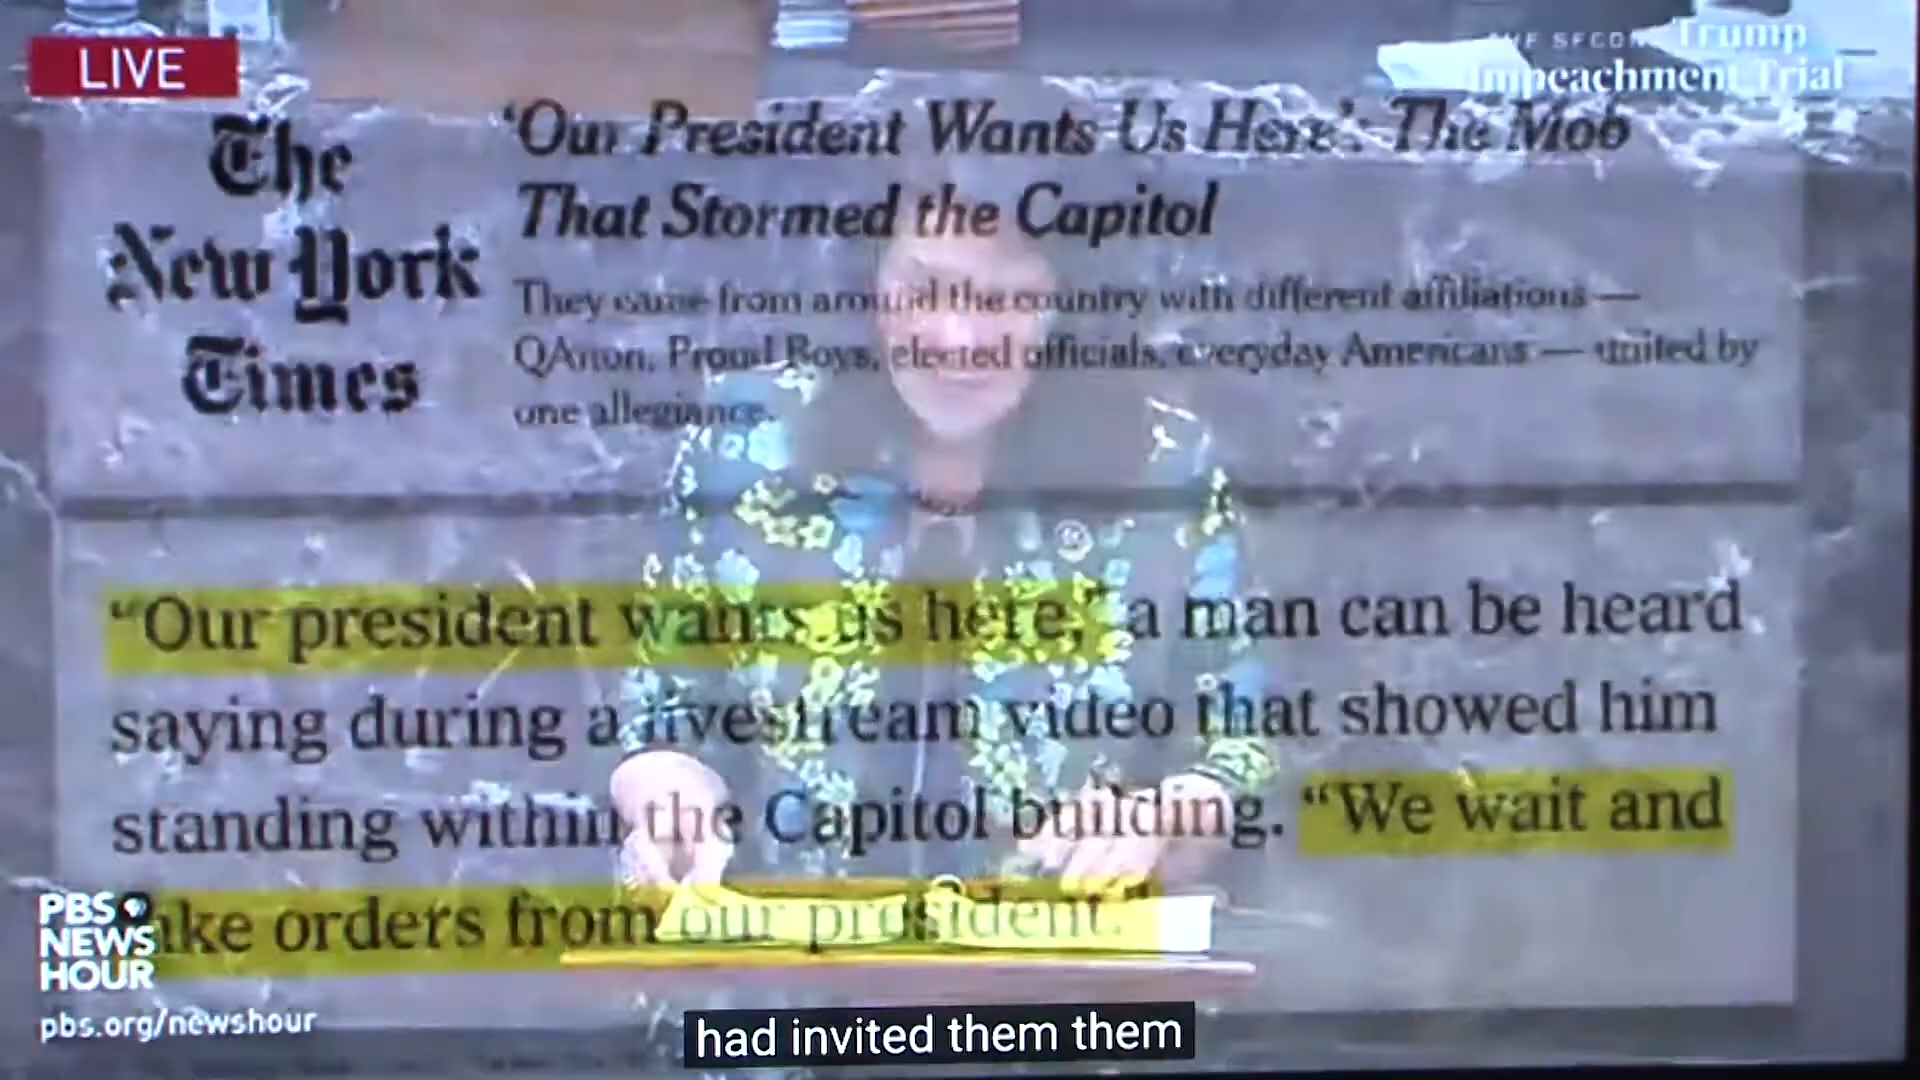 LIVE
THE SECOND Trump
Impeachment Trial
The
New York
Times
‘Our President Wants Us Here’: The Mob
That Stormed the Capitol
They came from around the country with different affiliations —
QAnon, Proud Boys, elected officials, everyday Americans — united by
one allegiance.
“Our president wants us here,” a man can be heard
saying during a livestream video that showed him
standing within the Capitol building. “We wait and
take orders from our president.”
PBS
NEWS
HOUR
pbs.org/newshour
had invited them them